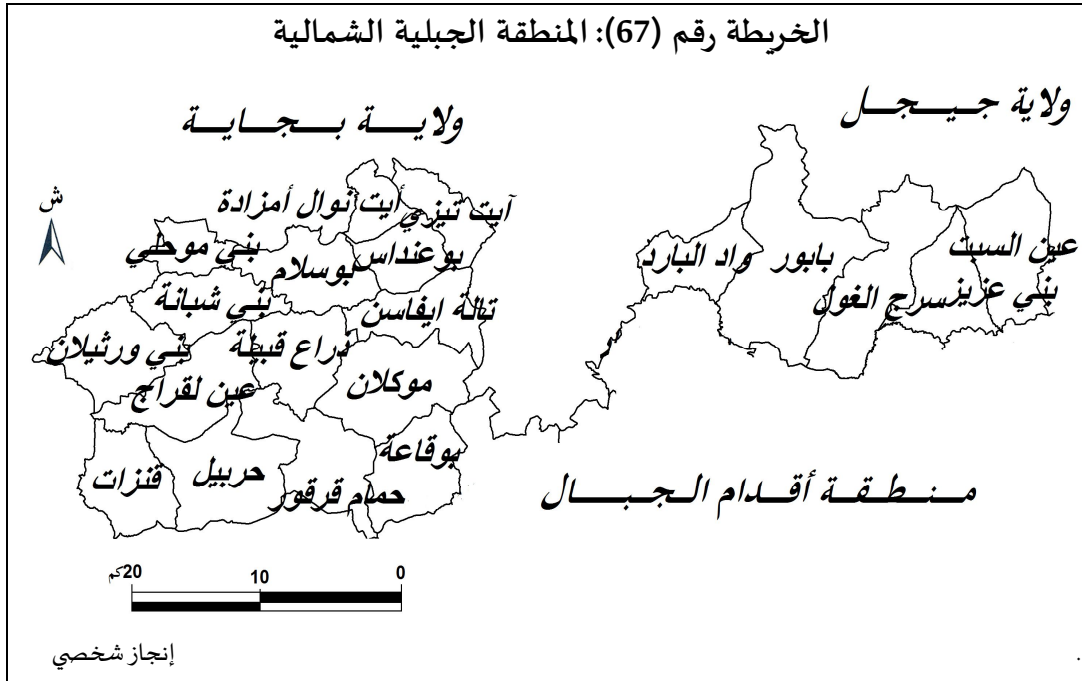 الخريطة رقم (67): المنطقة الجبلية الشمالية
ولاية جيجل
ولاية بجاية
ش
آيت تيزي
أيت نوال أمزادة
بني موحلي
بوسلام
بوعنداس
عين السبت
بابور
واد البارد
بني عزيز
سرج الغول
تالة ايفاسن
بني شبانة
ذراع قبيلة
بني ورثيلان
موكلان
عين لقراج
بوقاعة
حربيل
قنزات
حمام قرقور
منطقة أقدام الجبال
0 10 20كم
إنجاز شخصي
.